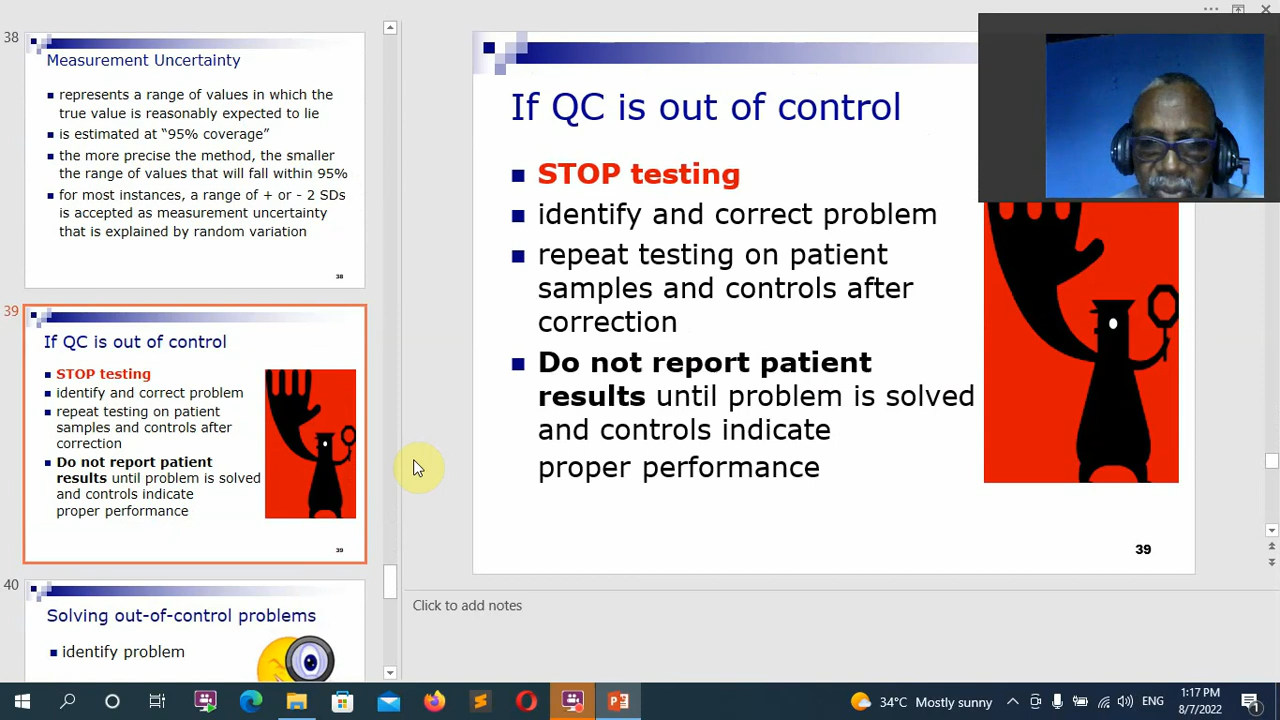 38
Measurement Uncertainty
represents a range of values in which the
true value is reasonably expected to lie
is estimated at “95% coverage”
the more precise the method, the smaller
the range of values that will fall within 95%
for most instances, a range of + or - 2 SDs
is accepted as measurement uncertainty
that is explained by random variation
38
39
If QC is out of control
STOP testing
identify and correct problem
repeat testing on patient
samples and controls after
correction
Do not report patient
results until problem is solved
and controls indicate
proper performance
39
40
Solving out-of-control problems
identify problem
If QC is out of control
STOP testing
identify and correct problem
repeat testing on patient
samples and controls after
correction
Do not report patient
results until problem is solved
and controls indicate
proper performance
39
Click to add notes
34°C Mostly sunny
ENG
1:17 PM
8/7/2022
1